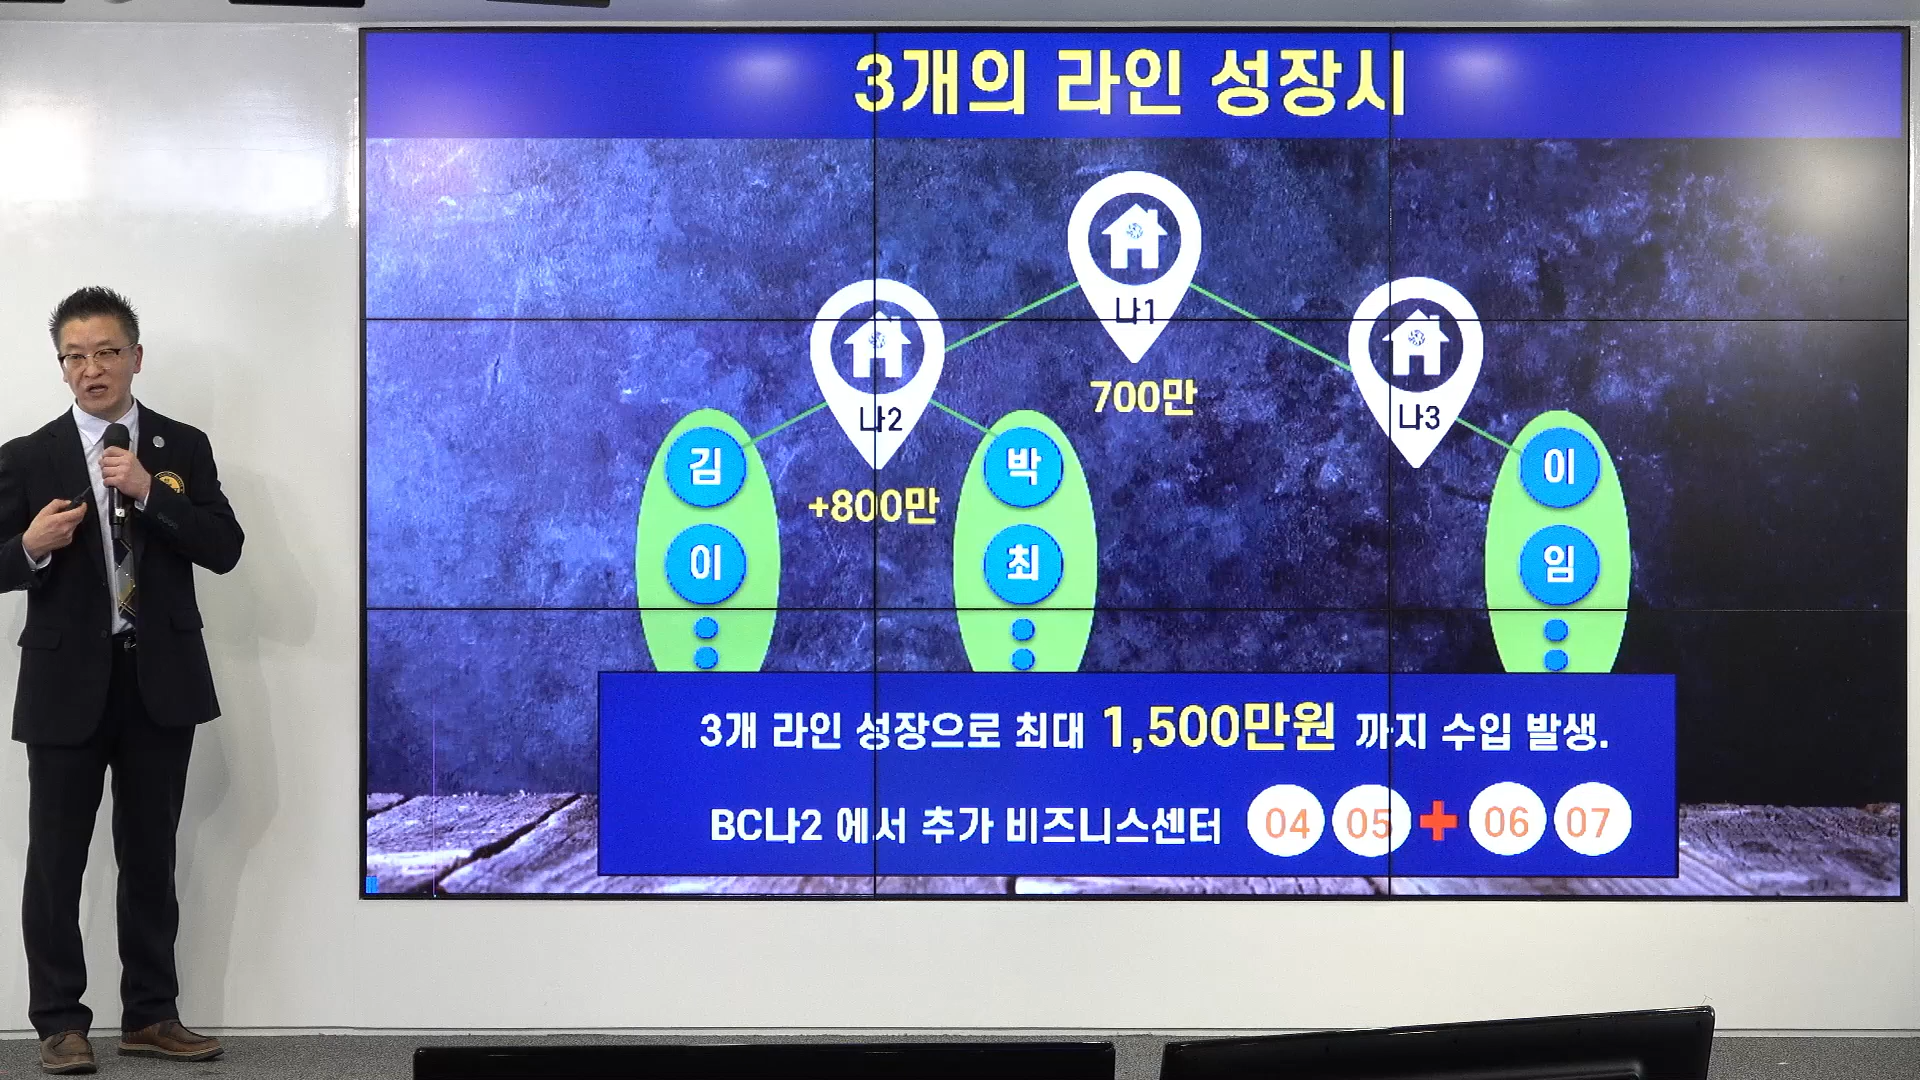 3개의 라인 성장시
나1
나2
나3
700만
+800만
김
박
이
이
최
임
3개 라인 성장으로 최대 1,500만원 까지 수입 발생.
BC나2 에서 추가 비즈니스센터 04 05 + 06 07